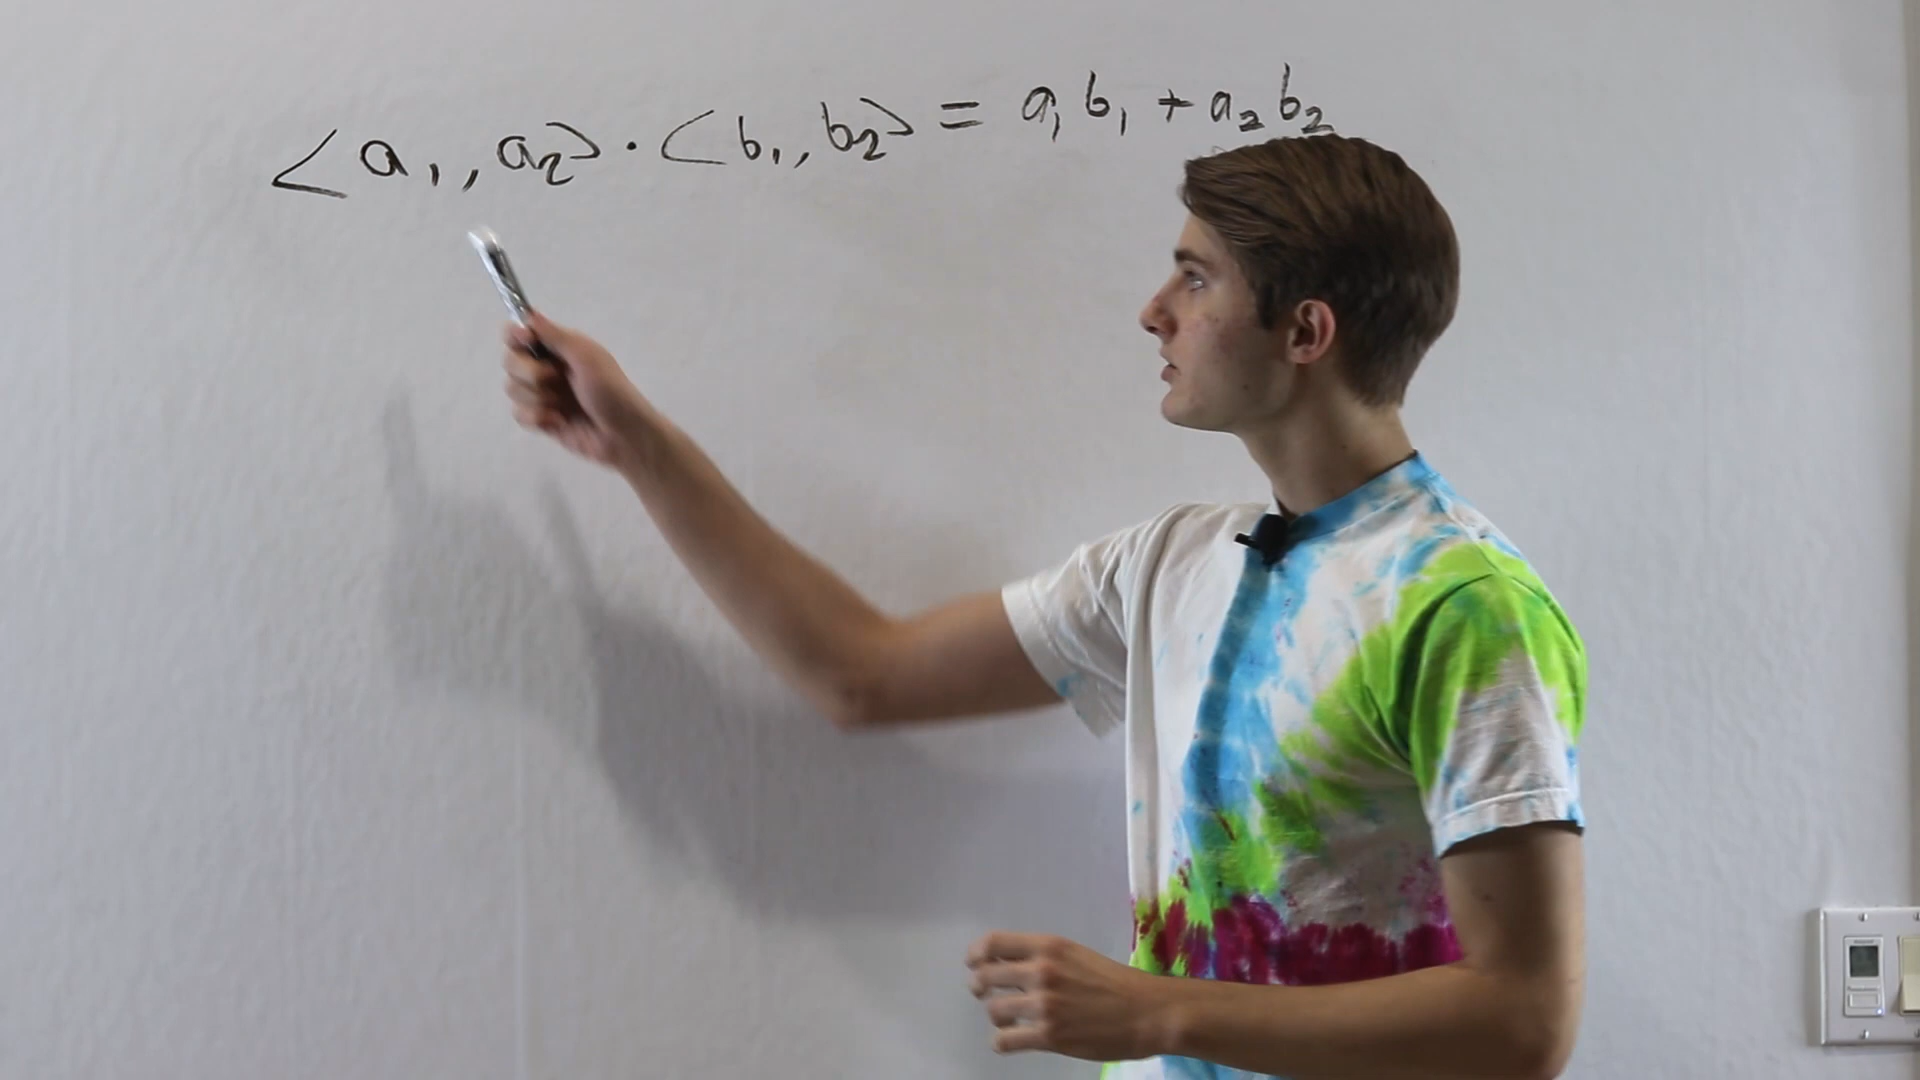 <a₁, a₂> · <b₁, b₂> = a₁b₁ + a₂b₂